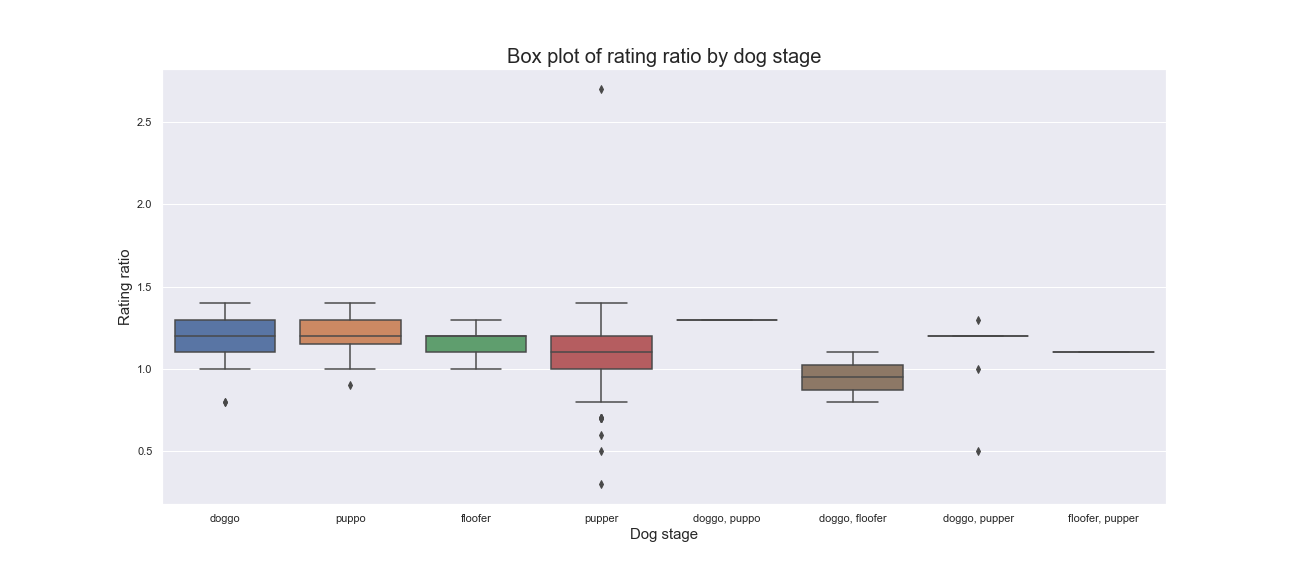 Box plot of rating ratio by dog stage
Rating ratio
2.5
2.0
1.5
1.0
0.5
doggo
puppo
floofer
pupper
doggo, puppo
doggo, floofer
doggo, pupper
floofer, pupper
Dog stage